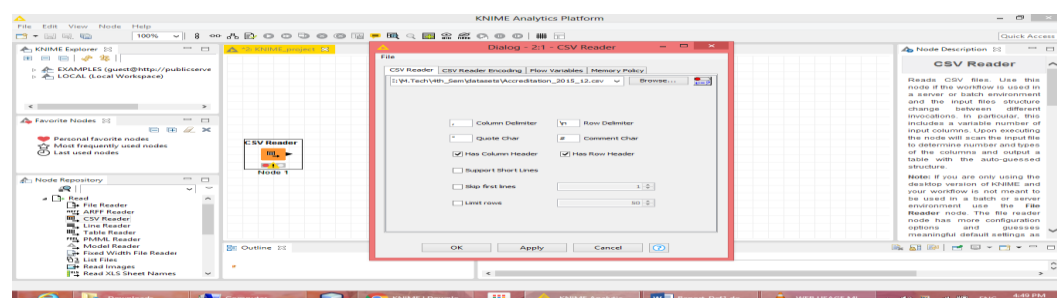 KNIME Analytics Platform
File Edit View Node Help
100%
Quick Access
KNIME Explorer
EXAMPLES (guest@http://publicserve
LOCAL (Local Workspace)
Favorite Nodes
Personal favorite nodes
Most frequently used nodes
Last used nodes
Node Repository
Read
File Reader
ARFF Reader
CSV Reader
Line Reader
Table Reader
PMML Reader
Model Reader
Fixed Width File Reader
List Files
Read Images
Read XLS Sheet Names
*2: KNIME_project
CSV Reader
Node 1
Outline
Dialog - 2:1 - CSV Reader
File
CSV Reader CSV Reader Encoding Flow Variables Memory Policy
I:\M.Tech\4th_Sem\datasets\Accreditation_2015_12.csv Browse...
, Column Delimiter \n Row Delimiter
" Quote Char # Comment Char
Has Column Header Has Row Header
Support Short Lines
Skip first lines 1
Limit rows 50
OK Apply Cancel
Node Description
CSV Reader
Reads CSV files. Use this
node if the workflow is used in
a server or batch environment
and the input files structure
change between different
invocations. In particular, this
includes a variable number of
input columns. Upon executing
the node will scan the input file
to determine number and types
of the columns and output a
table with the auto-guessed
structure.
Note: If you are only using the
desktop version of KNIME and
your workflow is not meant to
be used in a batch or server
environment use the File
Reader node. The file reader
node has more configuration
options and guesses
meaningful default settings as
4:49 PM